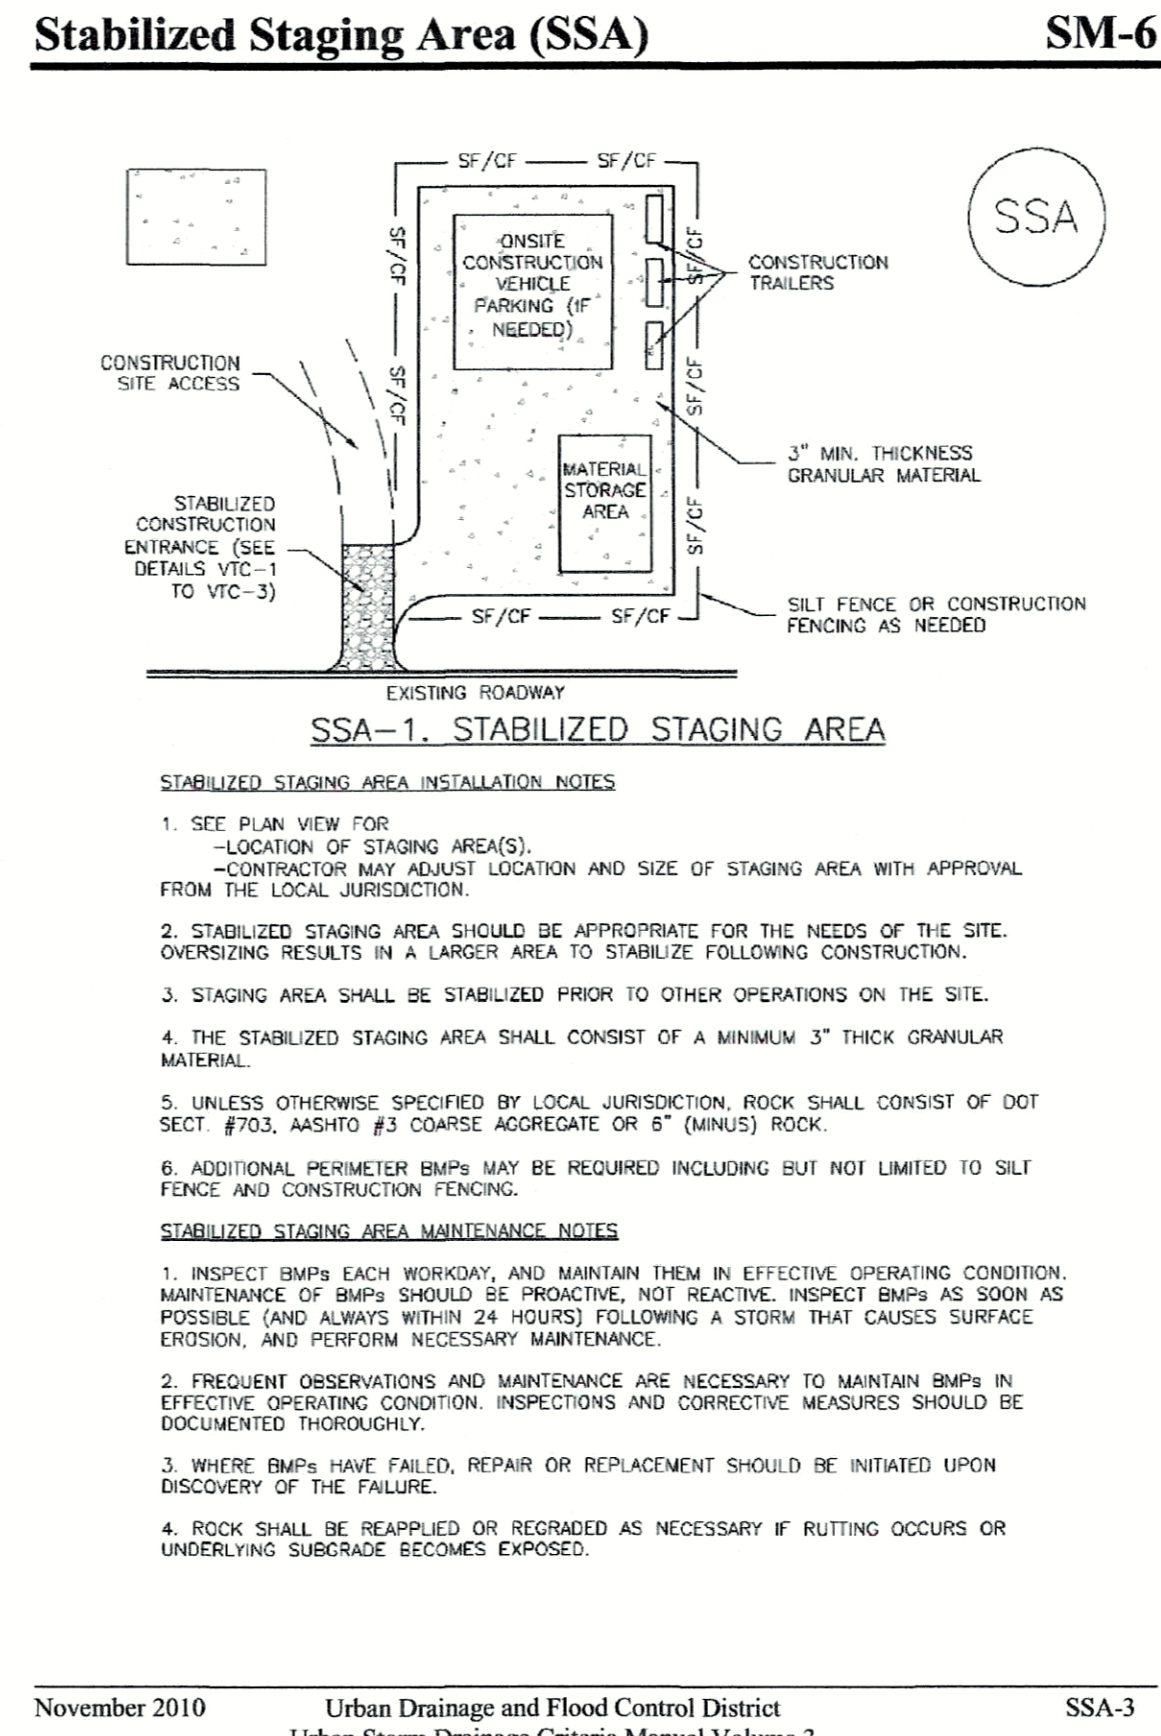 Stabilized Staging Area (SSA) SM-6
SF/CF SF/CF
SSA
SF/CF
SF/CF
ONSITE
CONSTRUCTION
VEHICLE
PARKING (IF
NEEDED)
CONSTRUCTION
TRAILERS
CONSTRUCTION
SITE ACCESS
SF/CF
SF/CF
3" MIN. THICKNESS
GRANULAR MATERIAL
MATERIAL
STORAGE
AREA
STABILIZED
CONSTRUCTION
ENTRANCE (SEE
DETAILS VTC-1
TO VTC-3)
SF/CF
SF/CF SF/CF
SILT FENCE OR CONSTRUCTION
FENCING AS NEEDED
EXISTING ROADWAY
SSA-1. STABILIZED STAGING AREA
STABILIZED STAGING AREA INSTALLATION NOTES
1. SEE PLAN VIEW FOR
-LOCATION OF STAGING AREA(S).
-CONTRACTOR MAY ADJUST LOCATION AND SIZE OF STAGING AREA WITH APPROVAL
FROM THE LOCAL JURISDICTION.
2. STABILIZED STAGING AREA SHOULD BE APPROPRIATE FOR THE NEEDS OF THE SITE.
OVERSIZING RESULTS IN A LARGER AREA TO STABILIZE FOLLOWING CONSTRUCTION.
3. STAGING AREA SHALL BE STABILIZED PRIOR TO OTHER OPERATIONS ON THE SITE.
4. THE STABILIZED STAGING AREA SHALL CONSIST OF A MINIMUM 3" THICK GRANULAR
MATERIAL.
5. UNLESS OTHERWISE SPECIFIED BY LOCAL JURISDICTION, ROCK SHALL CONSIST OF DOT
SECT. #703, AASHTO #3 COARSE AGGREGATE OR 6" (MINUS) ROCK.
6. ADDITIONAL PERIMETER BMPs MAY BE REQUIRED INCLUDING BUT NOT LIMITED TO SILT
FENCE AND CONSTRUCTION FENCING.
STABILIZED STAGING AREA MAINTENANCE NOTES
1. INSPECT BMPs EACH WORKDAY, AND MAINTAIN THEM IN EFFECTIVE OPERATING CONDITION.
MAINTENANCE OF BMPs SHOULD BE PROACTIVE, NOT REACTIVE. INSPECT BMPs AS SOON AS
POSSIBLE (AND ALWAYS WITHIN 24 HOURS) FOLLOWING A STORM THAT CAUSES SURFACE
EROSION, AND PERFORM NECESSARY MAINTENANCE.
2. FREQUENT OBSERVATIONS AND MAINTENANCE ARE NECESSARY TO MAINTAIN BMPs IN
EFFECTIVE OPERATING CONDITION. INSPECTIONS AND CORRECTIVE MEASURES SHOULD BE
DOCUMENTED THOROUGHLY.
3. WHERE BMPs HAVE FAILED, REPAIR OR REPLACEMENT SHOULD BE INITIATED UPON
DISCOVERY OF THE FAILURE.
4. ROCK SHALL BE REAPPLIED OR REGRADED AS NECESSARY IF RUTTING OCCURS OR
UNDERLYING SUBGRADE BECOMES EXPOSED.
November 2010 Urban Drainage and Flood Control District SSA-3
Urban Storm Drainage Criteria Manual Volume 3